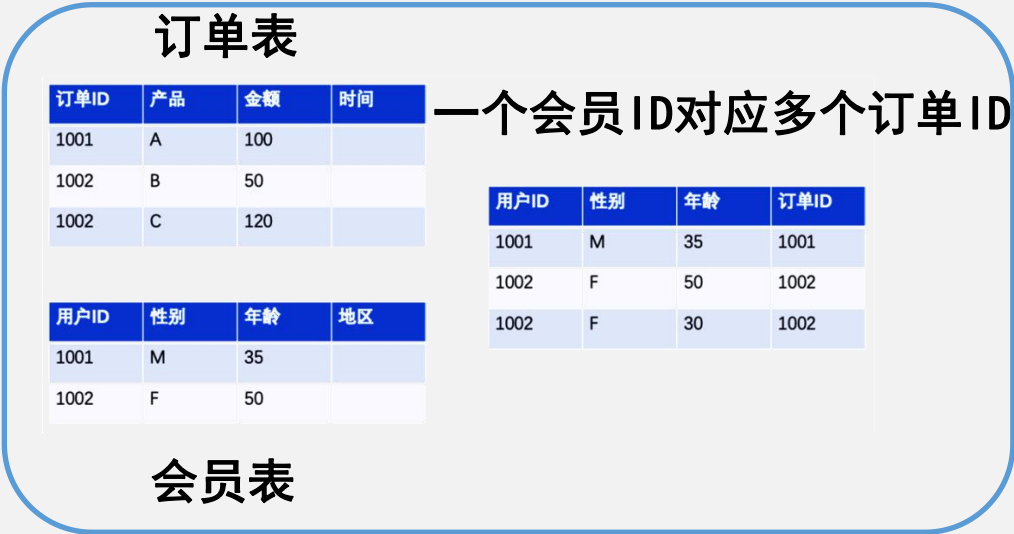 订单表
订单ID 产品 金额 时间
1001 A 100
1002 B 50
1002 C 120
一个会员ID对应多个订单ID
用户ID 性别 年龄 订单ID
1001 M 35 1001
1002 F 50 1002
1002 F 30 1002
用户ID 性别 年龄 地区
1001 M 35
1002 F 50
会员表